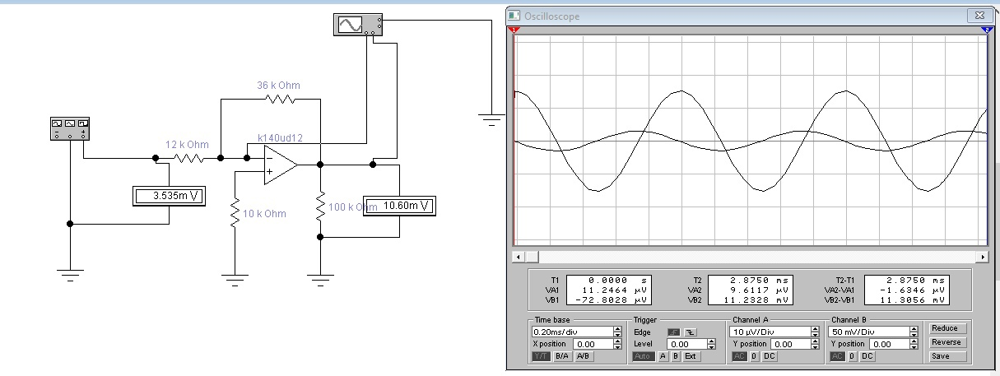 Oscilloscope
1
2
36 k Ohm
k140ud12
12 k Ohm
−
+
3.535m V
10 k Ohm
100 k Ohm
10.60m V
T1 0.0000 s
VA1 11.2464 µV
VB1 -72.8028 µV
T2 2.8750 ms
VA2 9.6117 µV
VB2 11.2328 mV
T2-T1 2.8750 ms
VA2-VA1 -1.6346 µV
VB2-VB1 11.3056 mV
Time base
0.20ms/div
X position 0.00
Y/T B/A A/B
Trigger
Edge
Level 0.00
Auto A B Ext
Channel A
10 µV/Div
Y position 0.00
AC 0 DC
Channel B
50 mV/Div
Y position 0.00
AC 0 DC
Reduce
Reverse
Save